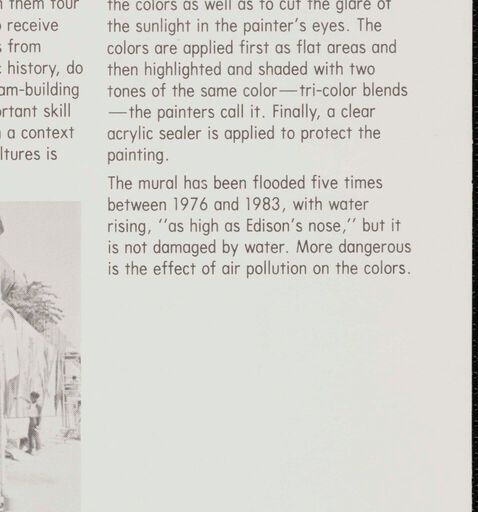 them four
receive
from
history, do
am-building
ortant skill
a context
ltures is
the colors as well as to cut the glare of
the sunlight in the painter's eyes. The
colors are applied first as flat areas and
then highlighted and shaded with two
tones of the same color—tri-color blends
—the painters call it. Finally, a clear
acrylic sealer is applied to protect the
painting.
The mural has been flooded five times
between 1976 and 1983, with water
rising, ''as high as Edison's nose,'' but it
is not damaged by water. More dangerous
is the effect of air pollution on the colors.